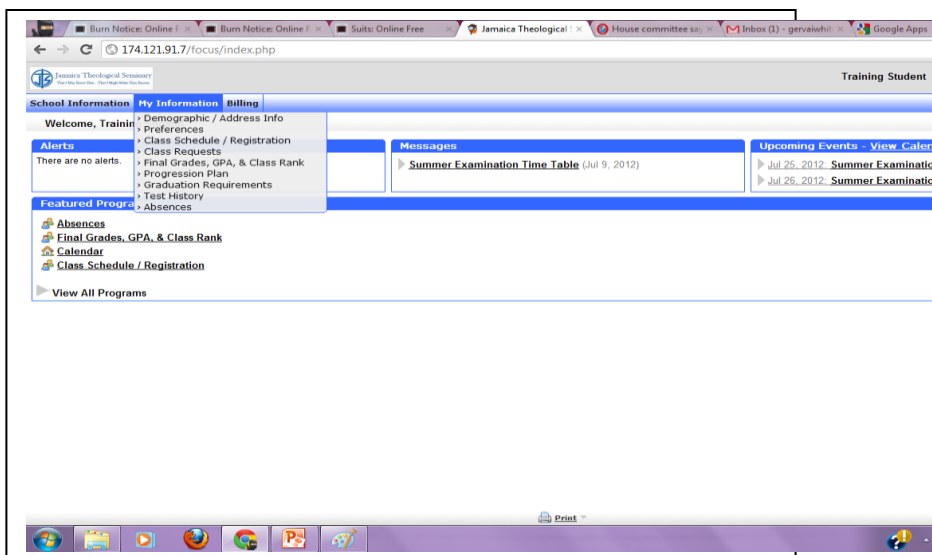 Burn Notice: Online F
Burn Notice: Online F
Suits: Online Free
Jamaica Theological S
House committee say
Inbox (1) - gervaiwhit
Google Apps
174.121.91.7/focus/index.php
Jamaica Theological Seminary
Training Student
School Information My Information Billing
Welcome, Trainin
› Demographic / Address Info
› Preferences
› Class Schedule / Registration
› Class Requests
› Final Grades, GPA, & Class Rank
› Progression Plan
› Graduation Requirements
› Test History
› Absences
Alerts
There are no alerts.
Messages
Summer Examination Time Table (Jul 9, 2012)
Upcoming Events - View Calen
Jul 25, 2012: Summer Examinatio
Jul 26, 2012: Summer Examinatio
Featured Progra
Absences
Final Grades, GPA, & Class Rank
Calendar
Class Schedule / Registration
View All Programs
Print